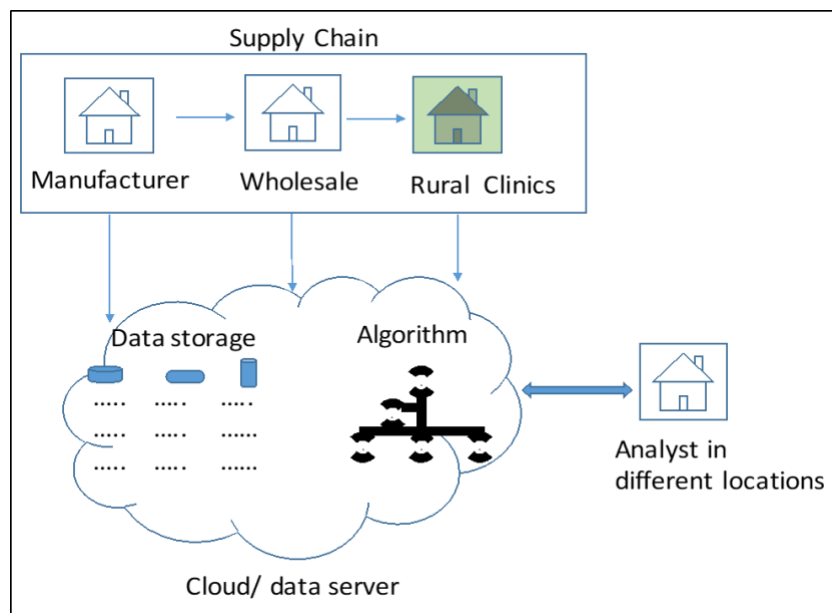 Supply Chain
Manufacturer
Wholesale
Rural Clinics
Data storage
Algorithm
Analyst in
different locations
Cloud/ data server